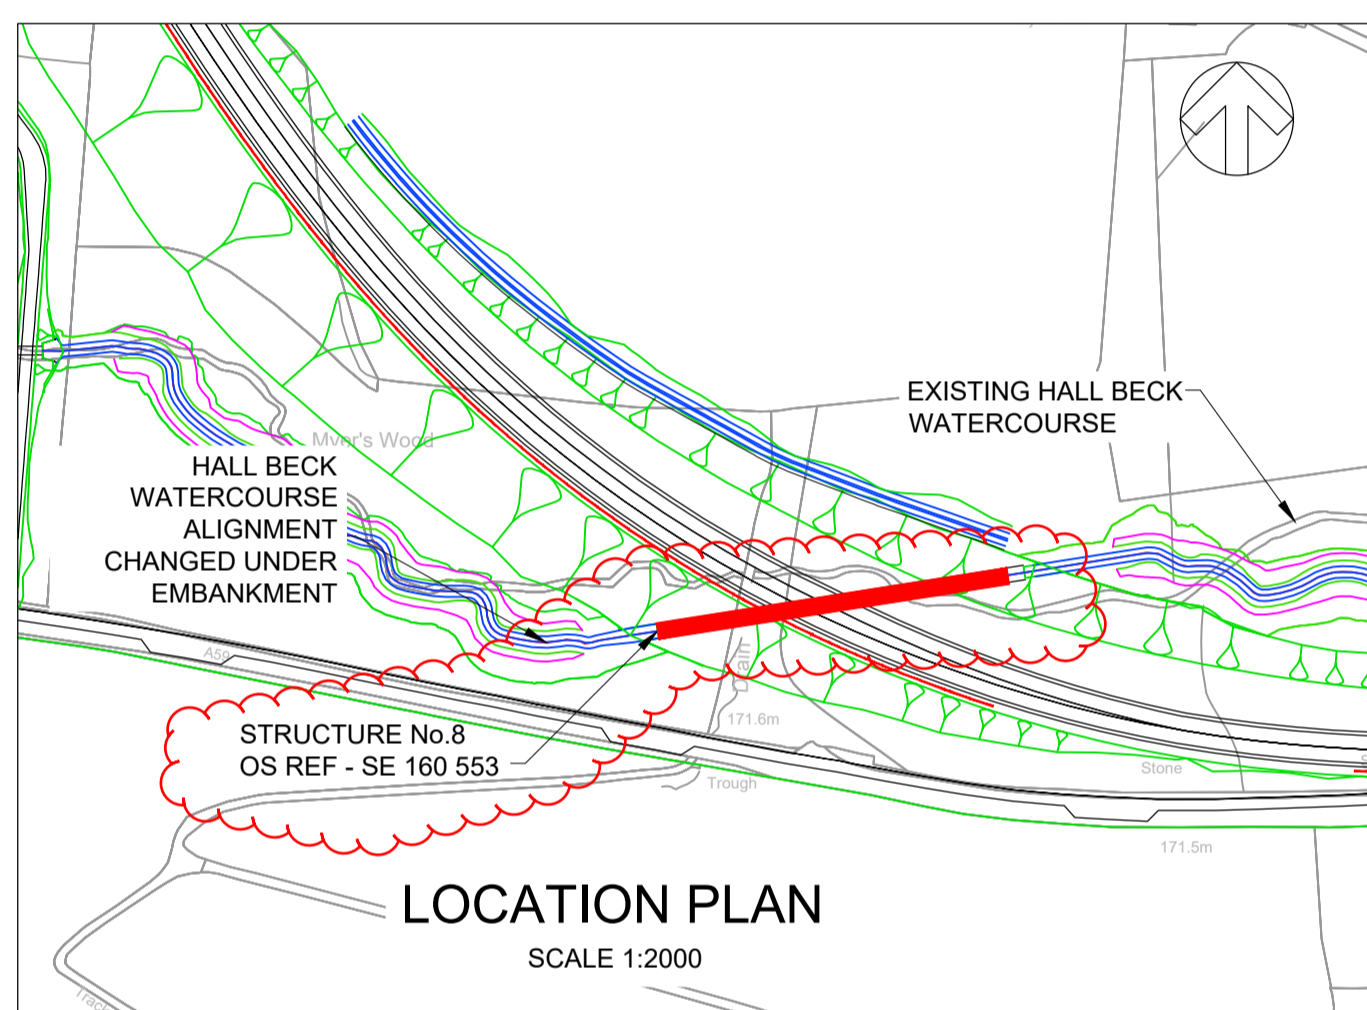 EXISTING HALL BECK
WATERCOURSE
Myer's Wood
HALL BECK
WATERCOURSE
ALIGNMENT
CHANGED UNDER
EMBANKMENT
A59
Drain
171.6m
STRUCTURE No.8
OS REF - SE 160 553
Trough
Stone
171.5m
LOCATION PLAN
SCALE 1:2000
Track